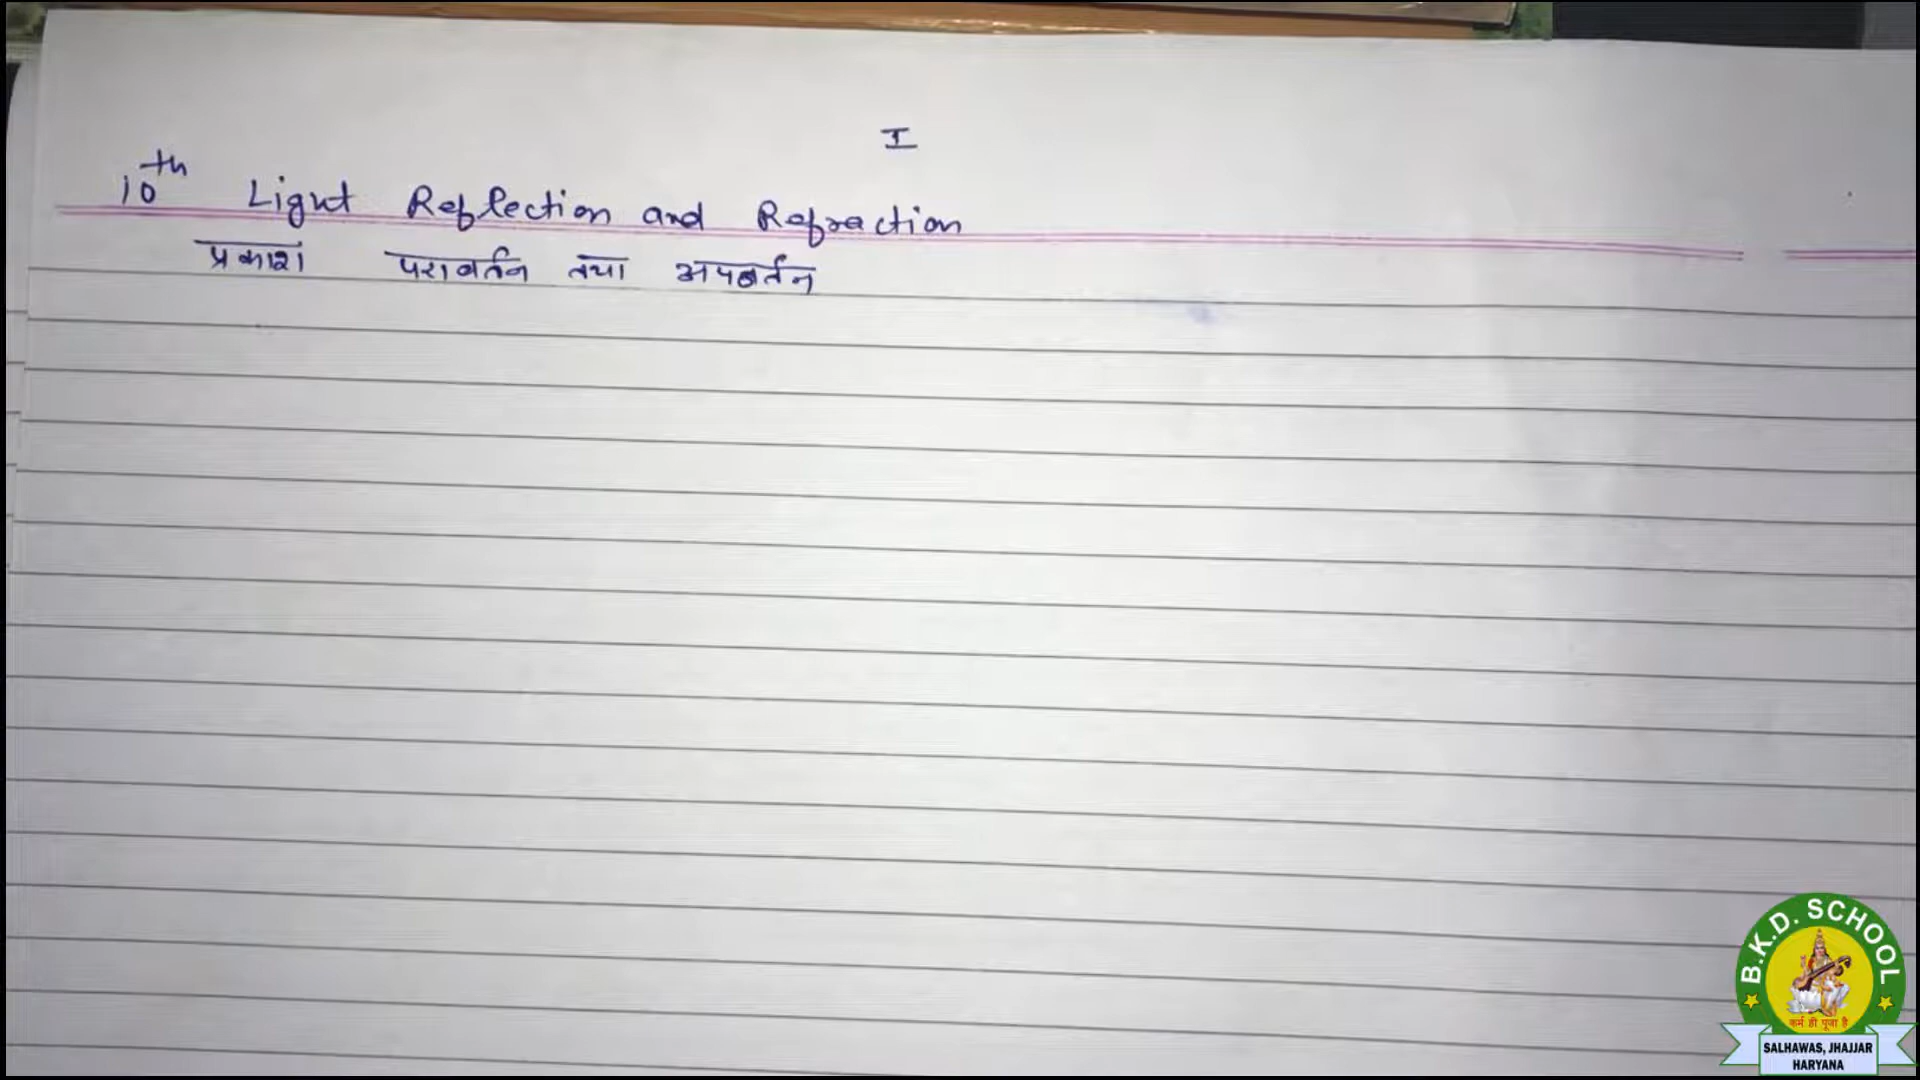 I
10th Light Reflection and Refraction
प्रकाश परावर्तन तथा अपवर्तन
B.K.D. SCHOOL
कर्म ही पूजा है
SALHAWAS, JHAJJAR
HARYANA